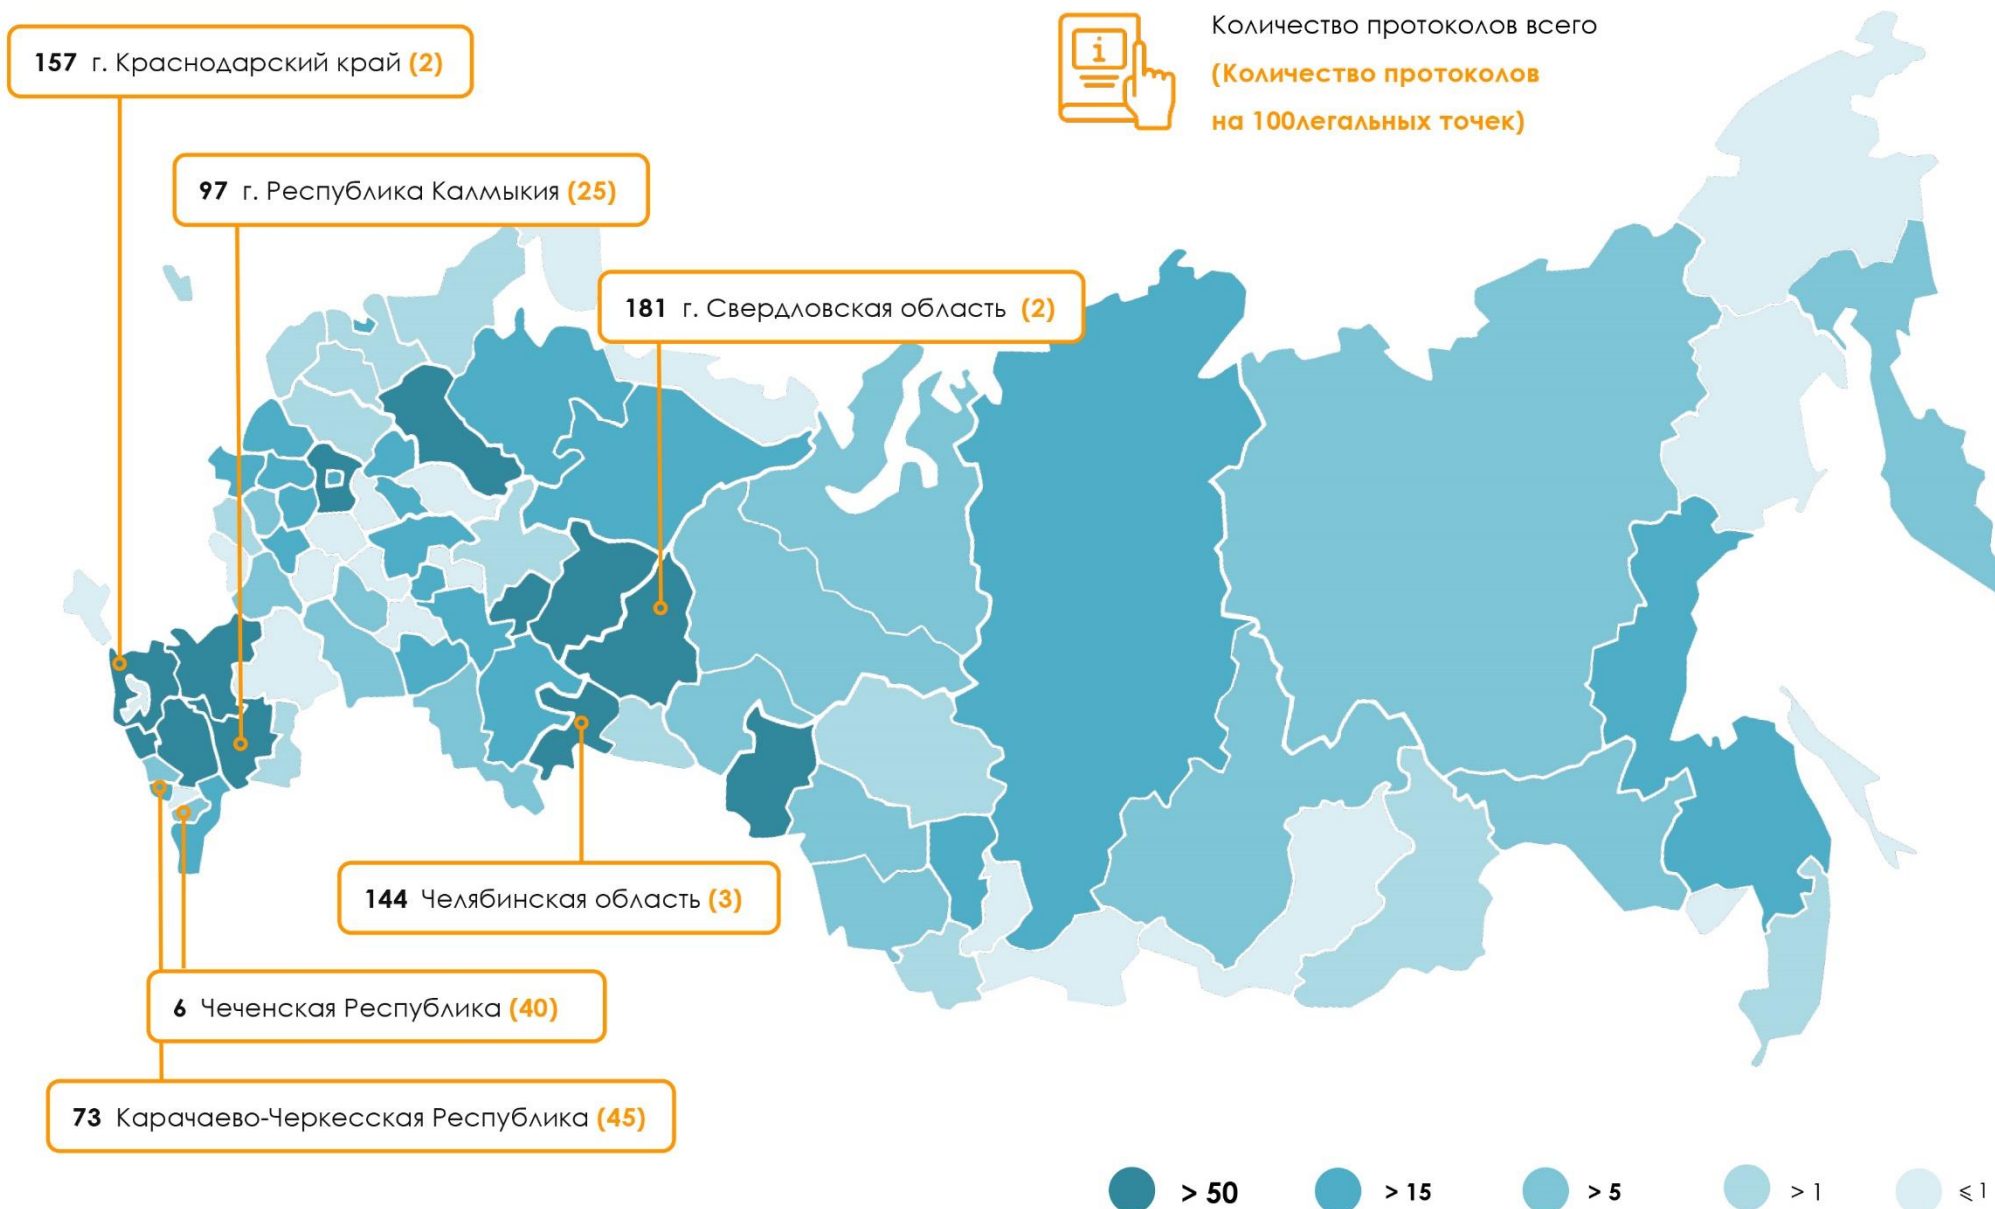 Количество протоколов всего
(Количество протоколов
на 100легальных точек)
157 г. Краснодарский край (2)
97 г. Республика Калмыкия (25)
181 г. Свердловская область (2)
144 Челябинская область (3)
6 Чеченская Республика (40)
73 Карачаево-Черкесская Республика (45)
> 50 > 15 > 5 > 1 ⩽ 1